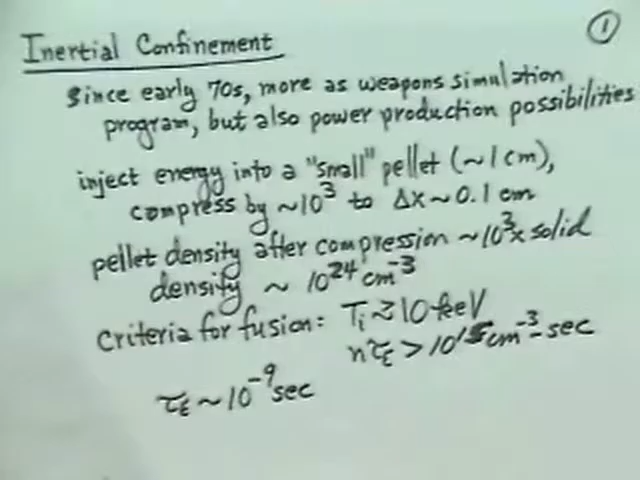 ①
Inertial Confinement
since early 70s, more as weapons simulation
program, but also power production possibilities
inject energy into a "small" pellet (~1 cm),
compress by ~10³ to Δx ~ 0.1 cm
pellet density after compression ~10³x solid
density ~ 10²⁴ cm⁻³
criteria for fusion: Tᵢ ≈ 10 keV
nτ_E > 10¹⁵ cm⁻³-sec
τ_E ~ 10⁻⁹ sec